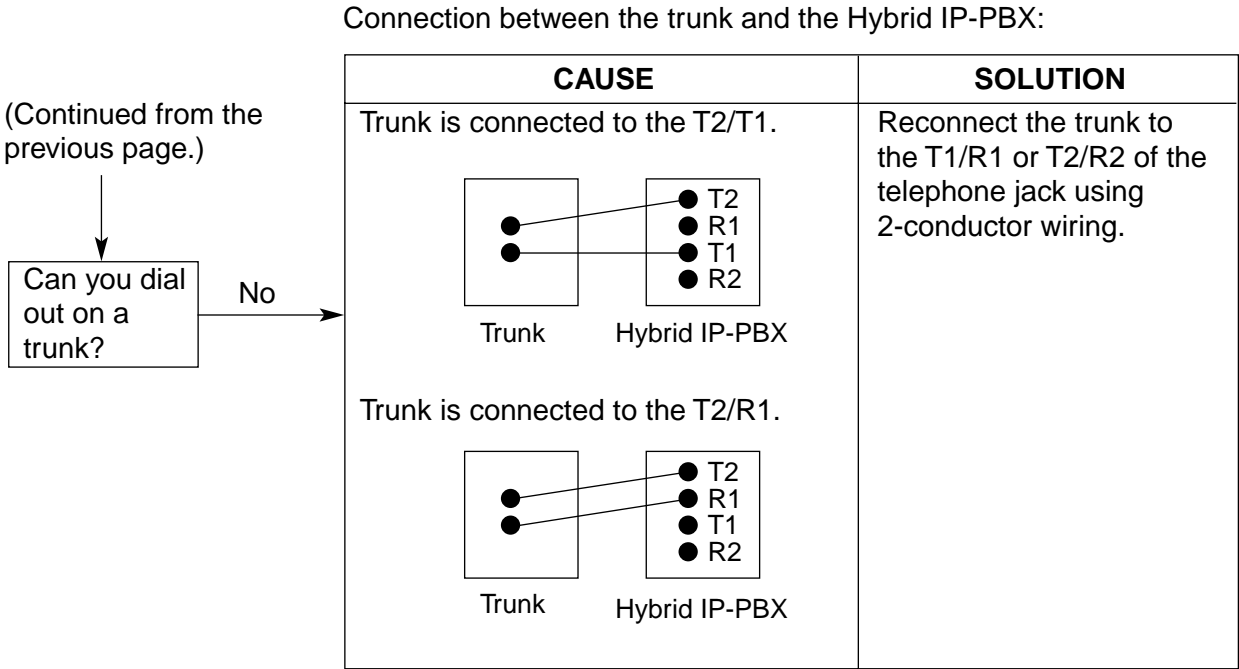 Connection between the trunk and the Hybrid IP-PBX:
(Continued from the
previous page.)
Can you dial
out on a
trunk?
No
CAUSE
SOLUTION
Trunk is connected to the T2/T1.
T2
R1
T1
R2
Trunk
Hybrid IP-PBX
Trunk is connected to the T2/R1.
T2
R1
T1
R2
Trunk
Hybrid IP-PBX
Reconnect the trunk to
the T1/R1 or T2/R2 of the
telephone jack using
2-conductor wiring.